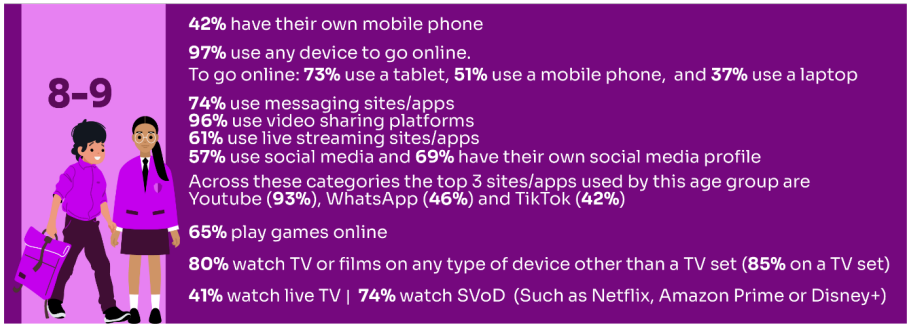 8-9
42% have their own mobile phone
97% use any device to go online.
To go online: 73% use a tablet, 51% use a mobile phone, and 37% use a laptop
74% use messaging sites/apps
96% use video sharing platforms
61% use live streaming sites/apps
57% use social media and 69% have their own social media profile
Across these categories the top 3 sites/apps used by this age group are
Youtube (93%), WhatsApp (46%) and TikTok (42%)
65% play games online
80% watch TV or films on any type of device other than a TV set (85% on a TV set)
41% watch live TV | 74% watch SVoD (Such as Netflix, Amazon Prime or Disney+)